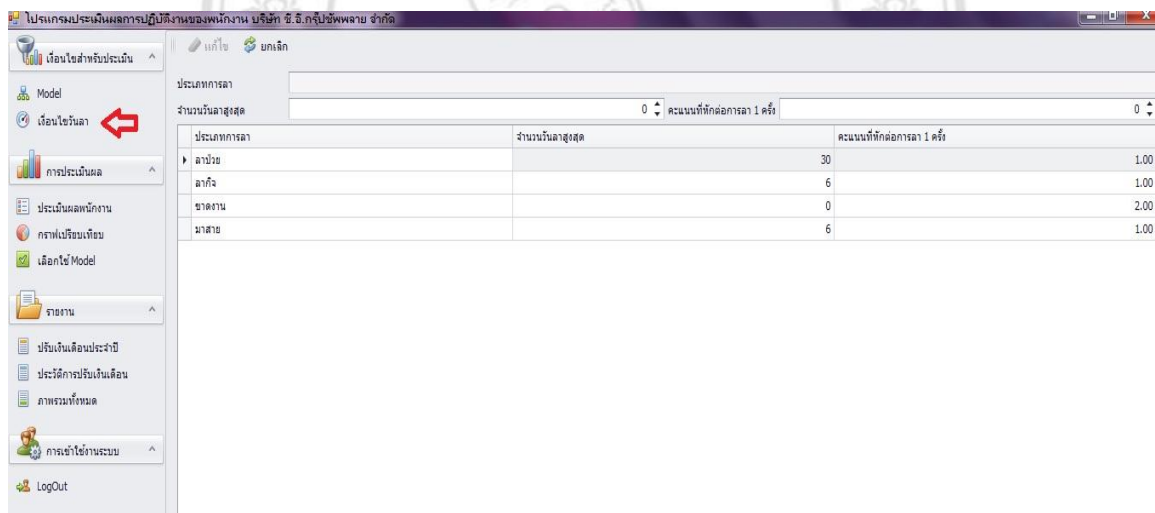 โปรแกรมประเมินผลการปฏิบัติงานของพนักงาน บริษัท ซี.อี.กรุ๊ปซัพพลาย จำกัด
เงื่อนไขสำหรับประเมิน
Model
เงื่อนไขวันลา
การประเมินผล
ประเมินผลพนักงาน
กราฟเปรียบเทียบ
เลือกใช้ Model
รายงาน
ปรับเงินเดือนประจำปี
ประวัติการปรับเงินเดือน
ภาพรวมทั้งหมด
การเข้าใช้งานระบบ
LogOut
แก้ไข ยกเลิก
ประเภทการลา
จำนวนวันลาสูงสุด 0 คะแนนที่หักต่อการลา 1 ครั้ง 0
ประเภทการลา จำนวนวันลาสูงสุด คะแนนที่หักต่อการลา 1 ครั้ง
ลาป่วย 30 1.00
ลากิจ 6 1.00
ขาดงาน 0 2.00
มาสาย 6 1.00